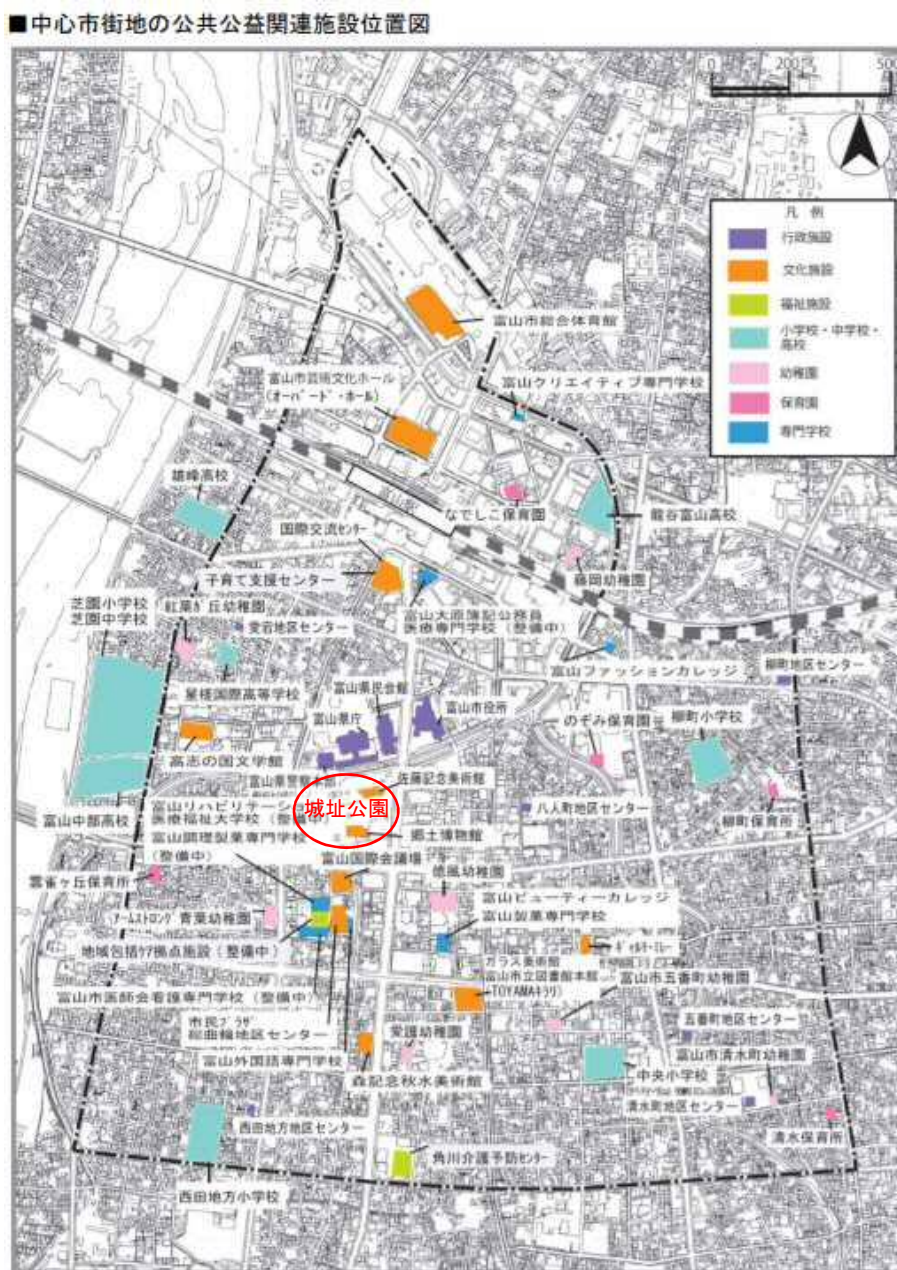 ■中心市街地の公共公益関連施設位置図
0 200 500
N
凡 例
行政施設
文化施設
福祉施設
小学校・中学校・
高校
幼稚園
保育園
専門学校
富山市総合体育館
富山市芸術文化ホール
(オーバード・ホール)
富山クリエイティブ専門学校
雄峰高校
なでしこ保育園
龍谷富山高校
国際交流センター
藤岡幼稚園
子育て支援センター
芝園小学校
芝園中学校
紅葉ヶ丘幼稚園
愛宕地区センター
富山大原簿記公務員
医療専門学校(整備中)
富山ファッションカレッジ
柳町地区センター
星槎国際高等学校
富山県民会館
富山県庁
富山市役所
のぞみ保育園
柳町小学校
高志の国文学館
富山県警察本部
佐藤記念美術館
富山中部高校
富山リハビリテーション
医療福祉大学校(整備中)
城址公園
八人町地区センター
柳町保育所
富山調理製菓専門学校
(整備中)
郷土博物館
富山国際会議場
徳風幼稚園
雲雀ヶ丘保育所
富山ビューティーカレッジ
アームストロング青葉幼稚園
富山製菓専門学校
地域包括ケア拠点施設(整備中)
ガラス美術館
富山市立図書館本館
(TOYAMAキラリ)
富山市五番町幼稚園
富山市医師会看護専門学校(整備中)
市民プラザ
総曲輪地区センター
愛護幼稚園
五番町地区センター
富山外国語専門学校
富山市清水町幼稚園
森記念秋水美術館
中央小学校
西田地方地区センター
清水町地区センター
清水保育所
角川介護予防センター
西田地方小学校